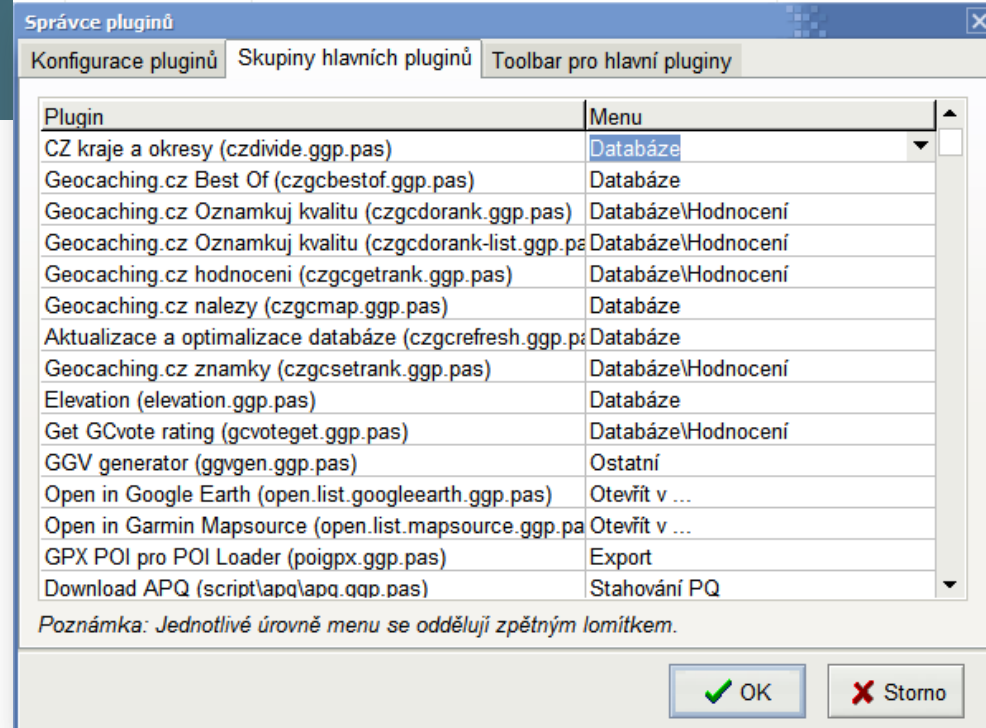 Správce pluginů
Konfigurace pluginů Skupiny hlavních pluginů Toolbar pro hlavní pluginy
Plugin Menu
CZ kraje a okresy (czdivide.ggp.pas) Databáze
Geocaching.cz Best Of (czgcbestof.ggp.pas) Databáze
Geocaching.cz Oznamkuj kvalitu (czgcdorank.ggp.pas) Databáze\Hodnocení
Geocaching.cz Oznamkuj kvalitu (czgcdorank-list.ggp.pa Databáze\Hodnocení
Geocaching.cz hodnoceni (czgcgetrank.ggp.pas) Databáze\Hodnocení
Geocaching.cz nalezy (czgcmap.ggp.pas) Databáze
Aktualizace a optimalizace databáze (czgcrefresh.ggp.pa Databáze
Geocaching.cz znamky (czgcsetrank.ggp.pas) Databáze\Hodnocení
Elevation (elevation.ggp.pas) Databáze
Get GCvote rating (gcvoteget.ggp.pas) Databáze\Hodnocení
GGV generator (ggvgen.ggp.pas) Ostatní
Open in Google Earth (open.list.googleearth.ggp.pas) Otevřít v ...
Open in Garmin Mapsource (open.list.mapsource.ggp.pa Otevřít v ...
GPX POI pro POI Loader (poigpx.ggp.pas) Export
Download APQ (script\apq\apq.ggp.pas) Stahování PQ
Poznámka: Jednotlivé úrovně menu se oddělují zpětným lomítkem.
OK Storno